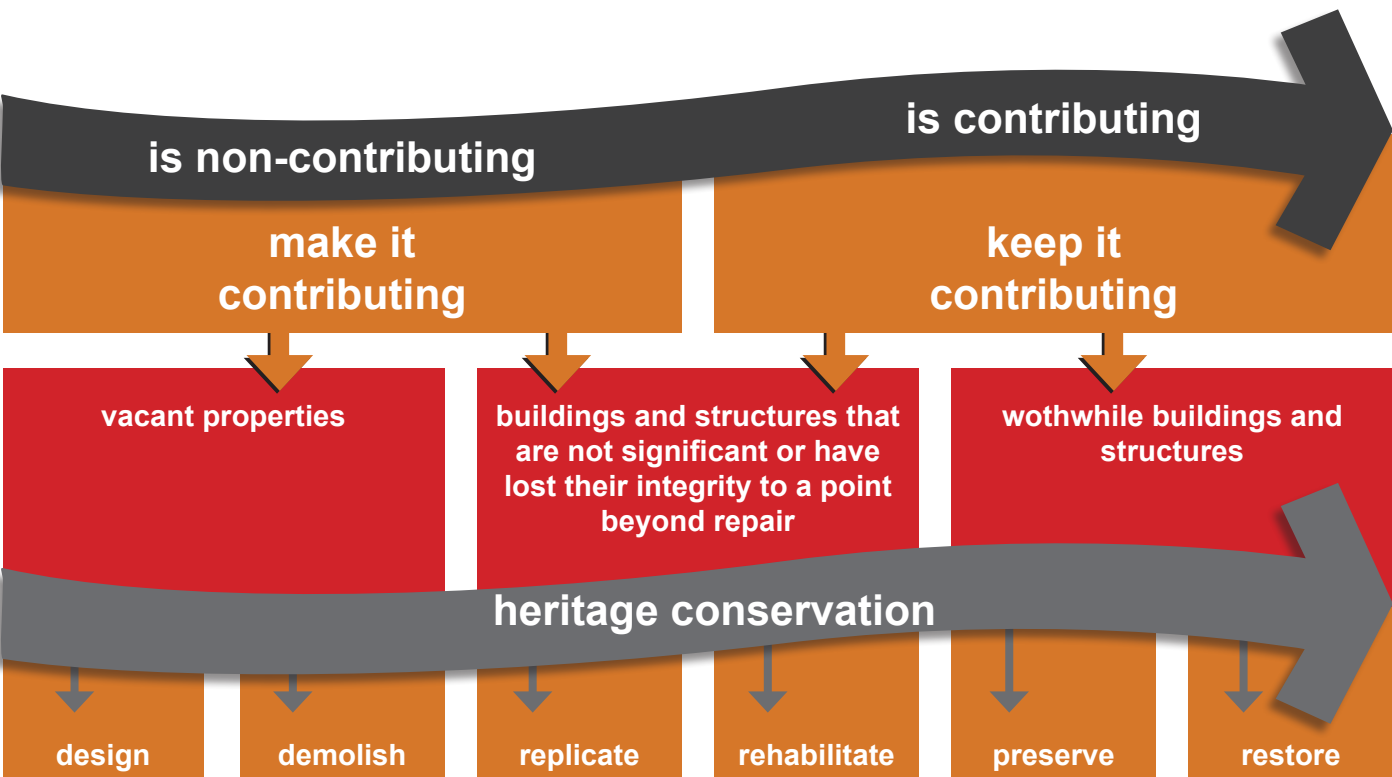 is non-contributing
is contributing
make it
contributing
keep it
contributing
vacant properties
buildings and structures that
are not significant or have
lost their integrity to a point
beyond repair
wothwhile buildings and
structures
heritage conservation
design
demolish
replicate
rehabilitate
preserve
restore